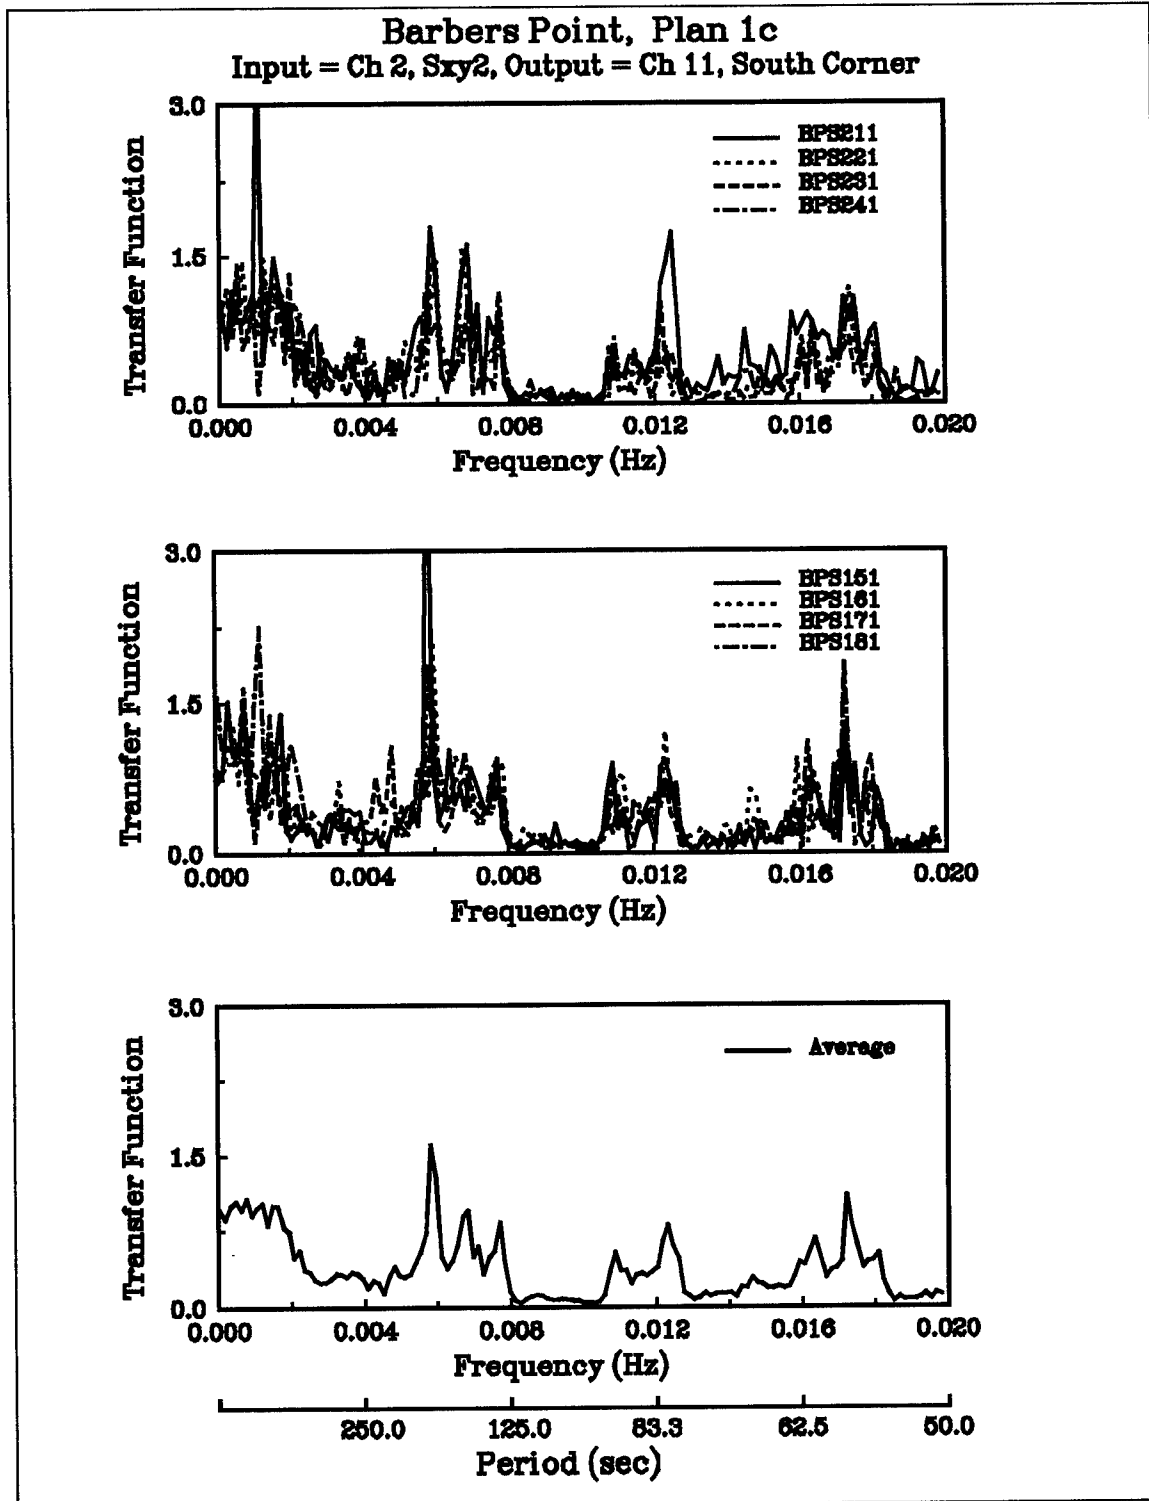 Barbers Point, Plan 1c
Input = Ch 2, Sxy2, Output = Ch 11, South Corner
Transfer Function
3.0
1.5
0.0
BPS211
BPS221
BPS231
BPS241
0.000 0.004 0.008 0.012 0.016 0.020
Frequency (Hz)
Transfer Function
3.0
1.5
0.0
BPS151
BPS161
BPS171
BPS181
0.000 0.004 0.008 0.012 0.016 0.020
Frequency (Hz)
Transfer Function
3.0
1.5
0.0
Average
0.000 0.004 0.008 0.012 0.016 0.020
Frequency (Hz)
250.0 125.0 83.3 62.5 50.0
Period (sec)